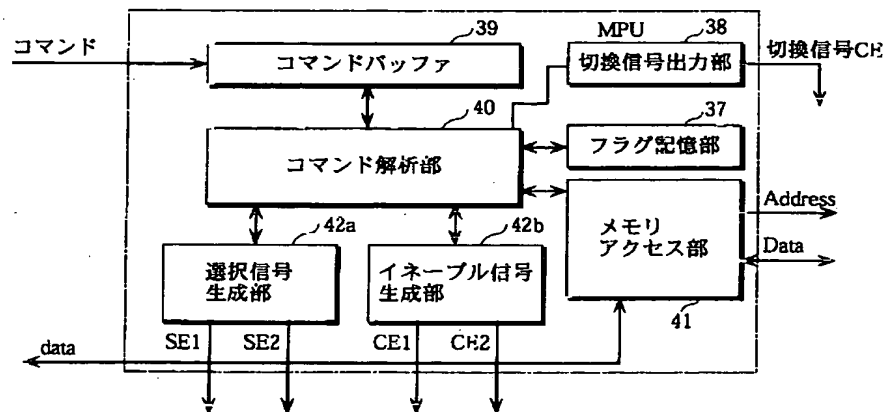 39
MPU
38
コマンド
コマンドバッファ
切換信号出力部
切換信号CE
40
37
コマンド解析部
フラグ記憶部
42a
42b
メモリ
アクセス部
Address
Data
選択信号
生成部
イネーブル信号
生成部
41
SE1
SE2
CE1
CE2
data